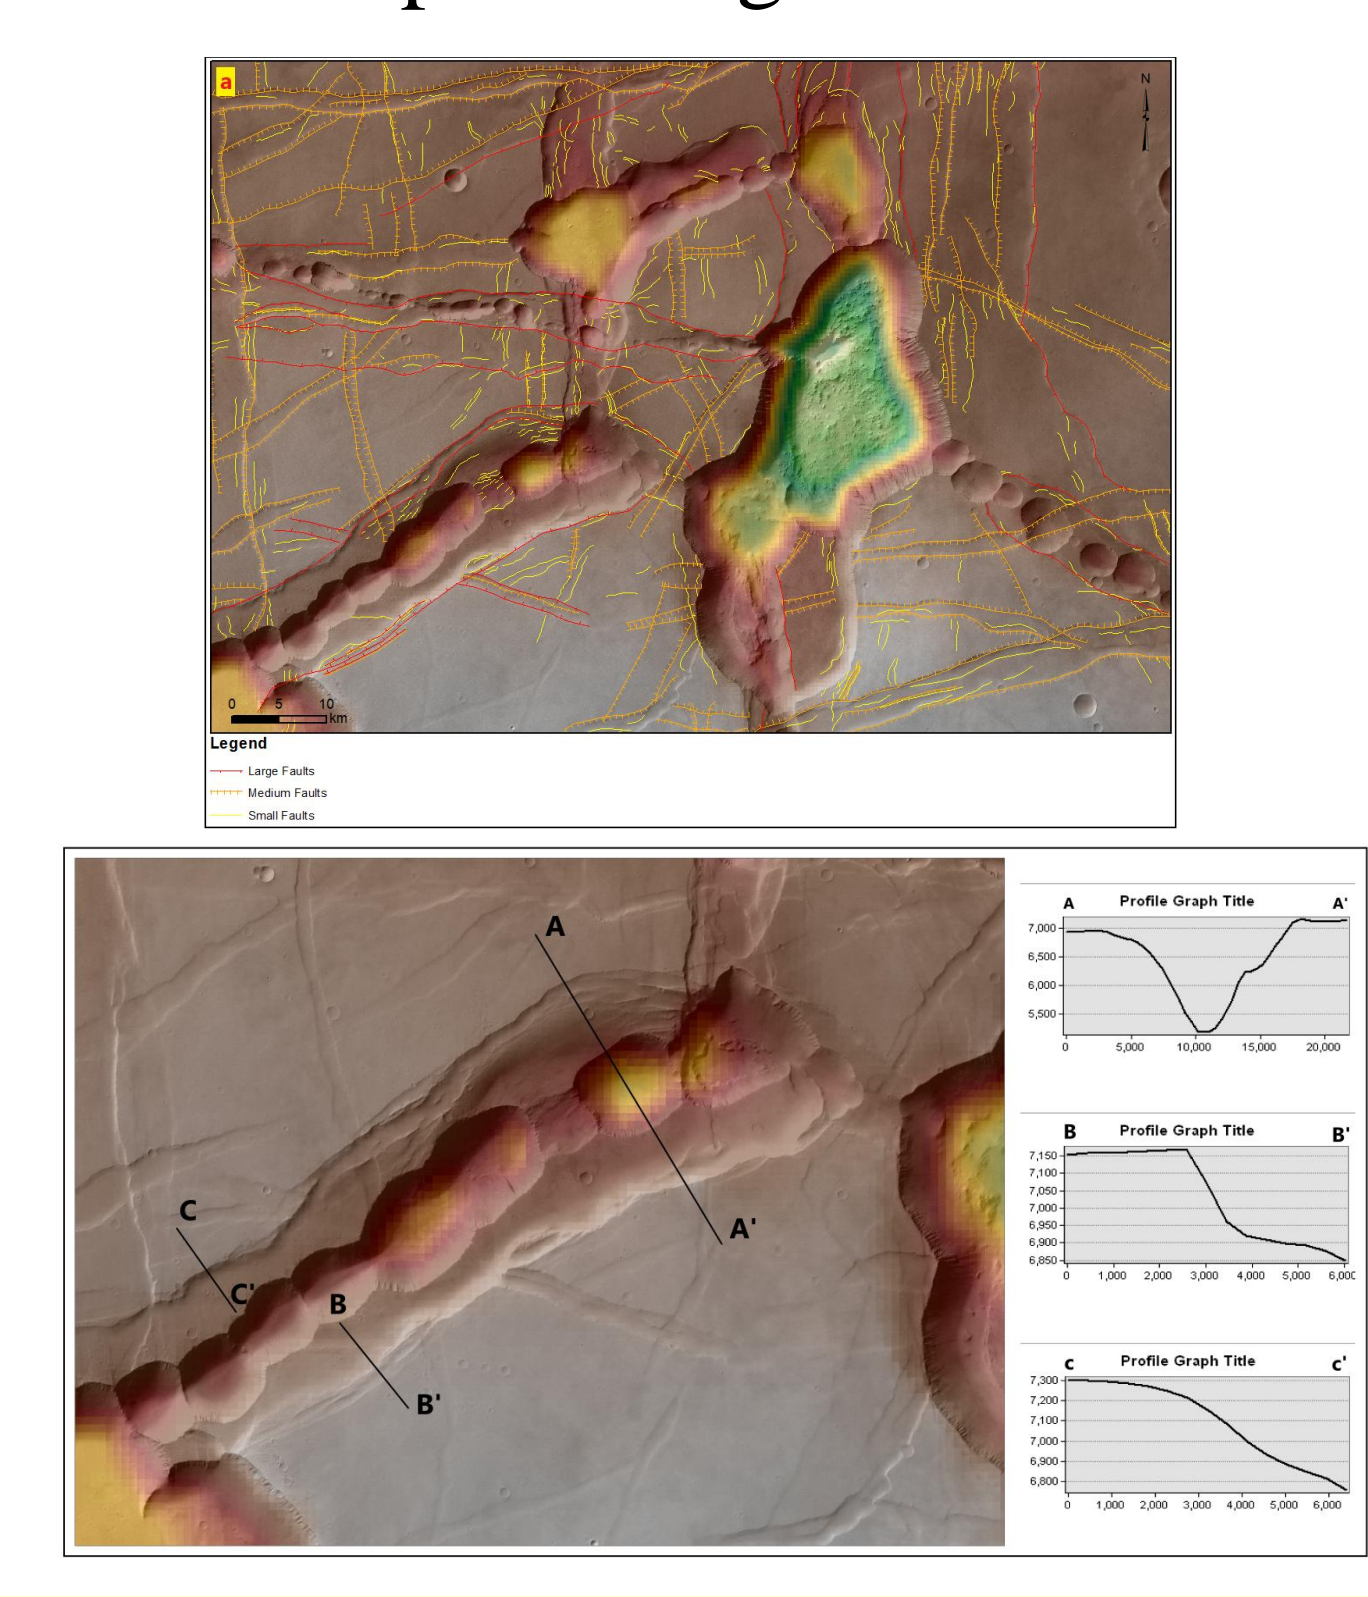 a
N
0 5 10
km
Legend
Large Faults
Medium Faults
Small Faults
A
A'
B
B'
C
C'
A Profile Graph Title A'
7,000
6,500
6,000
5,500
0 5,000 10,000 15,000 20,000
B Profile Graph Title B'
7,150
7,100
7,050
7,000
6,950
6,900
6,850
0 1,000 2,000 3,000 4,000 5,000 6,000
c Profile Graph Title c'
7,300
7,200
7,100
7,000
6,900
6,800
0 1,000 2,000 3,000 4,000 5,000 6,000